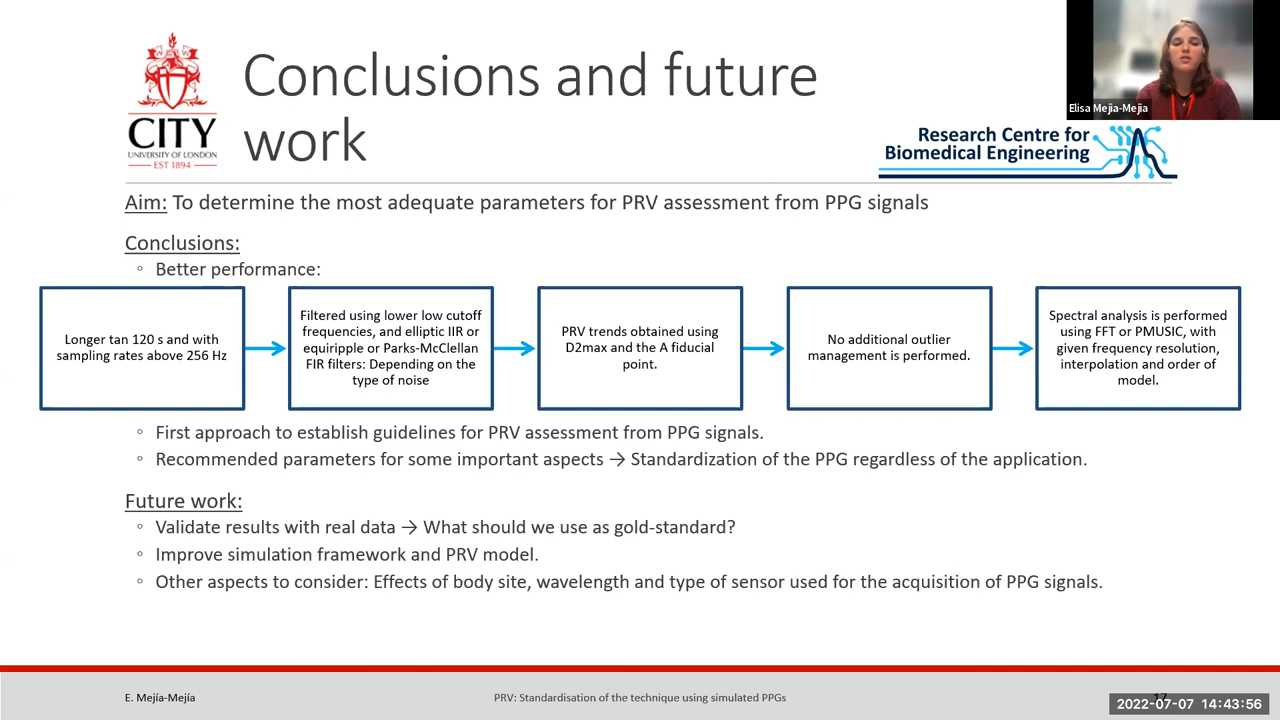 Elisa Mejia-Mejia
CITY
UNIVERSITY OF LONDON
EST 1894
Conclusions and future
work
Research Centre for
Biomedical Engineering
Aim: To determine the most adequate parameters for PRV assessment from PPG signals
Conclusions:
◦ Better performance:
Longer tan 120 s and with
sampling rates above 256 Hz
Filtered using lower low cutoff
frequencies, and elliptic IIR or
equiripple or Parks-McClellan
FIR filters: Depending on the
type of noise
PRV trends obtained using
D2max and the A fiducial
point.
No additional outlier
management is performed.
Spectral analysis is performed
using FFT or PMUSIC, with
given frequency resolution,
interpolation and order of
model.
◦ First approach to establish guidelines for PRV assessment from PPG signals.
◦ Recommended parameters for some important aspects → Standardization of the PPG regardless of the application.
Future work:
◦ Validate results with real data → What should we use as gold-standard?
◦ Improve simulation framework and PRV model.
◦ Other aspects to consider: Effects of body site, wavelength and type of sensor used for the acquisition of PPG signals.
E. Mejía-Mejía
PRV: Standardisation of the technique using simulated PPGs
2022-07-07 14:43:56